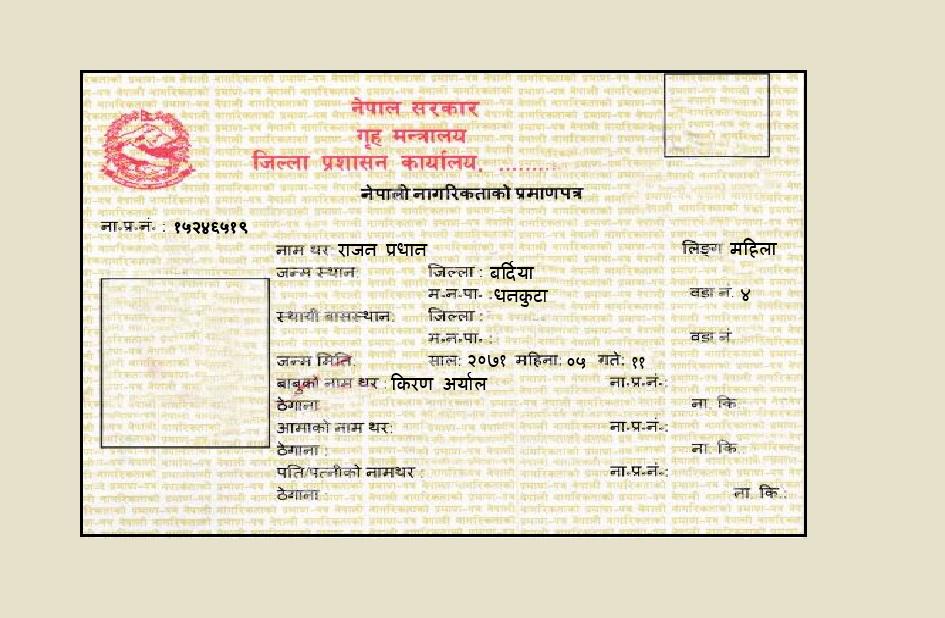 नेपाल सरकार
गृह मन्त्रालय
जिल्ला प्रशासन कार्यालय, .........
नेपाली नागरिकताको प्रमाणपत्र
ना.प्र.नं. : १५२४६५१९
नाम थर: राजन प्रधान लिङ्ग महिला
जन्म स्थान: जिल्ला : बर्दिया
म.न.पा. :धनकुटा वडा नं. ४
स्थायी बासस्थान: जिल्ला :
म.न.पा. : वडा नं
जन्म मिति: साल: २०७१ महिना: ०५ गते: ११
बाबुको नाम थर : किरण अर्याल ना.प्र.नं.:
ठेगाना: ना. कि.
आमाको नाम थर: ना.प्र.नं.:
ठेगाना : ना. कि.
पति/पत्नीको नामथर : ना.प्र.नं.:
ठेगाना : ना. कि.: